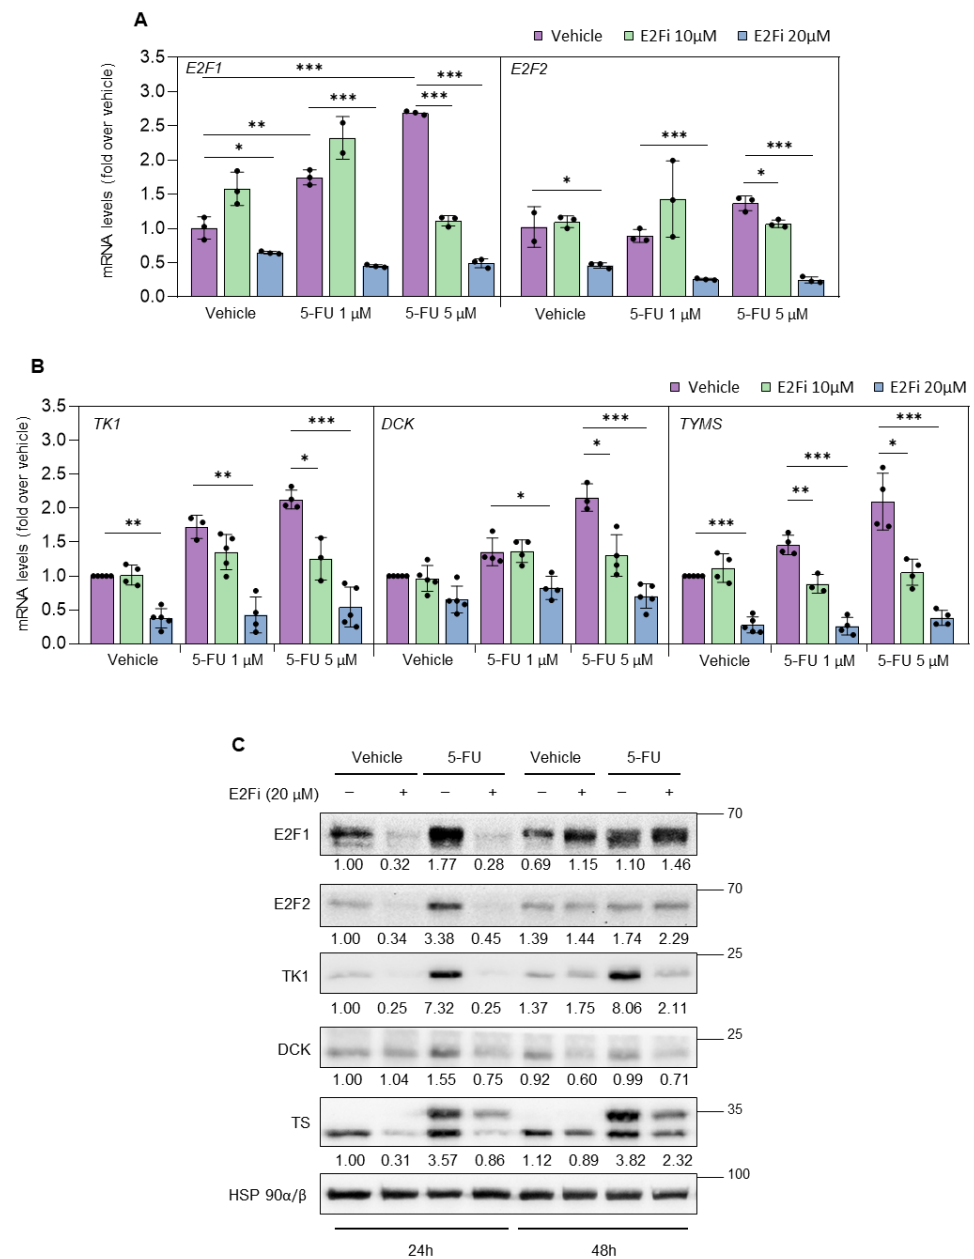 A
Vehicle E2Fi 10µM E2Fi 20µM
mRNA levels (fold over vehicle)
3.5
3.0
2.5
2.0
1.5
1.0
0.5
0.0
E2F1
E2F2
***
***
***
***
**
*
***
***
*
*
Vehicle 5-FU 1 µM 5-FU 5 µM Vehicle 5-FU 1 µM 5-FU 5 µM
B
Vehicle E2Fi 10µM E2Fi 20µM
mRNA levels (fold over vehicle)
3.5
3.0
2.5
2.0
1.5
1.0
0.5
0.0
TK1
DCK
TYMS
***
*
**
**
***
*
*
***
*
***
**
***
Vehicle 5-FU 1 µM 5-FU 5 µM Vehicle 5-FU 1 µM 5-FU 5 µM Vehicle 5-FU 1 µM 5-FU 5 µM
C
Vehicle 5-FU Vehicle 5-FU
E2Fi (20 µM) – + – + – + – +
70
E2F1
1.00 0.32 1.77 0.28 0.69 1.15 1.10 1.46
70
E2F2
1.00 0.34 3.38 0.45 1.39 1.44 1.74 2.29
25
TK1
1.00 0.25 7.32 0.25 1.37 1.75 8.06 2.11
25
DCK
1.00 1.04 1.55 0.75 0.92 0.60 0.99 0.71
35
TS
1.00 0.31 3.57 0.86 1.12 0.89 3.82 2.32
100
HSP 90α/β
24h 48h